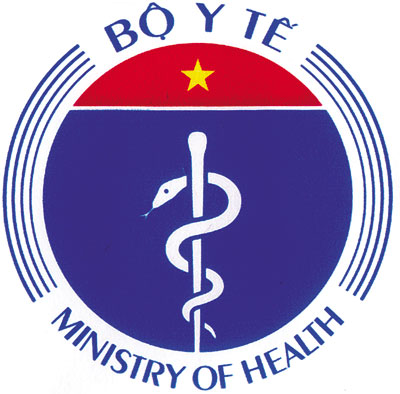 BỘ Y TẾ
MINISTRY OF HEALTH